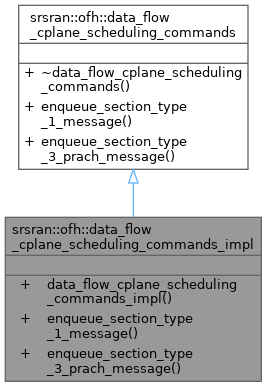 srsran::ofh::data_flow
_cplane_scheduling_commands
+ ~data_flow_cplane_scheduling
_commands()
+ enqueue_section_type
_1_message()
+ enqueue_section_type
_3_prach_message()
srsran::ofh::data_flow
_cplane_scheduling_commands_impl
+ data_flow_cplane_scheduling
_commands_impl()
+ enqueue_section_type
_1_message()
+ enqueue_section_type
_3_prach_message()